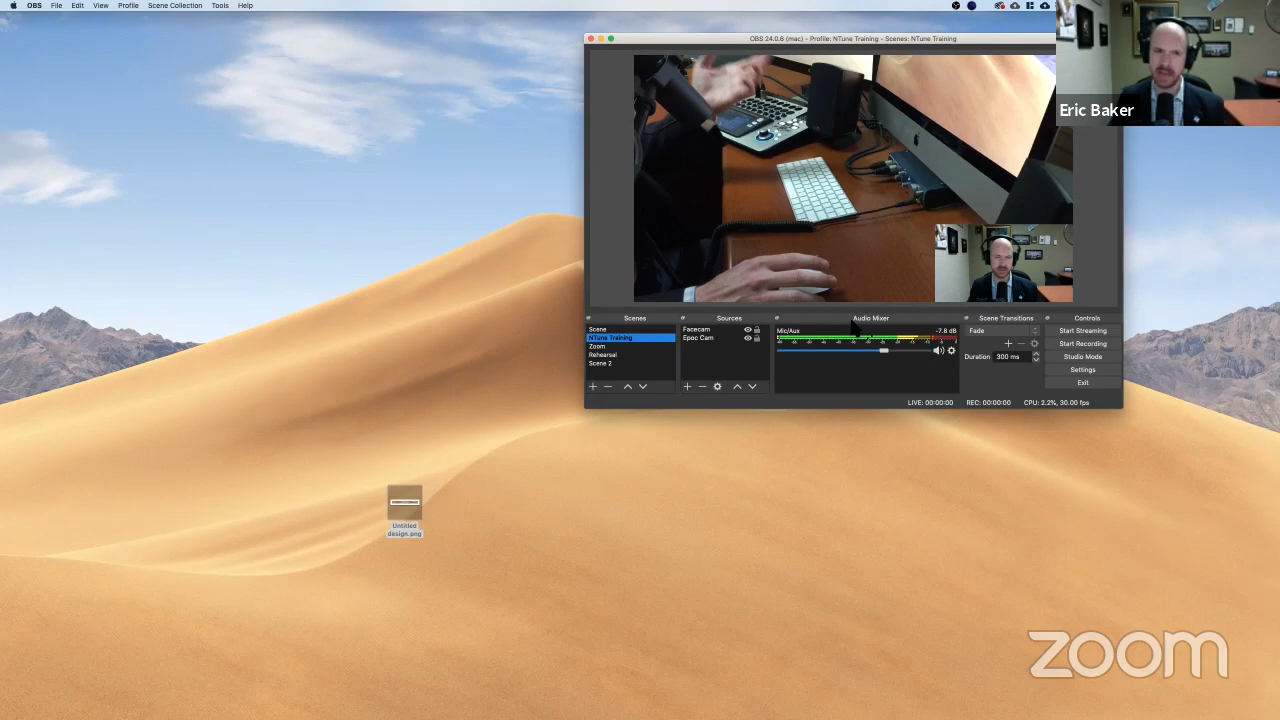 OBS File Edit View Profile Scene Collection Tools Help
OBS 24.0.6 (mac) - Profile: NTune Training - Scenes: NTune Training
Eric Baker
Scenes
Scene
NTune Training
Zoom
Rehearsal
Scene 2
Sources
Facecam
Epoc Cam
Audio Mixer
Mic/Aux -7.8 dB
Scene Transitions
Fade
Duration 300 ms
Controls
Start Streaming
Start Recording
Studio Mode
Settings
Exit
LIVE: 00:00:00 REC: 00:00:00 CPU: 2.2%, 30.00 fps
Untitled
design.png
zoom